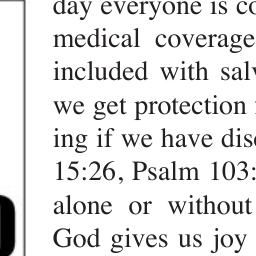 day everyone is co
medical coverage
included with salv
we get protection
ing if we have dise
15:26, Psalm 103:
alone or without
God gives us joy